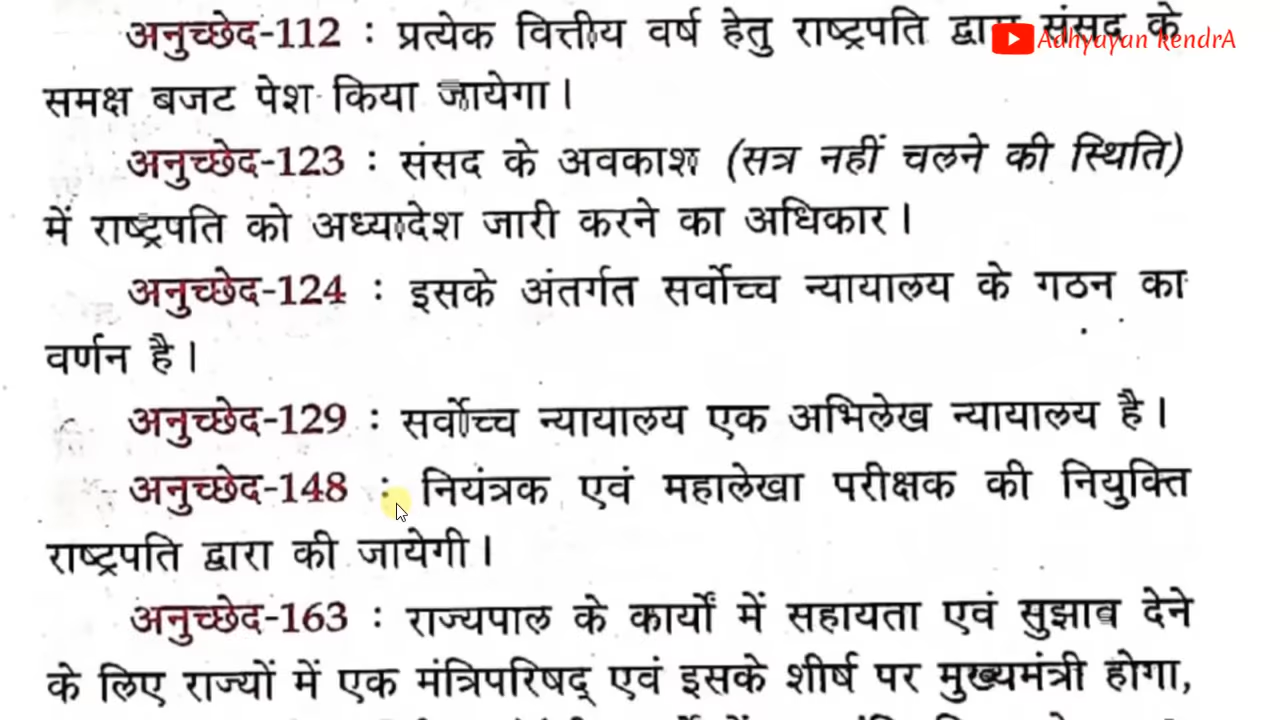 अनुच्छेद-112 : प्रत्येक वित्तीय वर्ष हेतु राष्ट्रपति द्वारा संसद के
Adhyayan kendrA
समक्ष बजट पेश किया जायेगा।
अनुच्छेद-123 : संसद के अवकाश (सत्र नहीं चलने की स्थिति)
में राष्ट्रपति को अध्यादेश जारी करने का अधिकार।
अनुच्छेद-124 : इसके अंतर्गत सर्वोच्च न्यायालय के गठन का
वर्णन है।
अनुच्छेद-129 : सर्वोच्च न्यायालय एक अभिलेख न्यायालय है।
अनुच्छेद-148 : नियंत्रक एवं महालेखा परीक्षक की नियुक्ति
राष्ट्रपति द्वारा की जायेगी।
अनुच्छेद-163 : राज्यपाल के कार्यों में सहायता एवं सुझाव देने
के लिए राज्यों में एक मंत्रिपरिषद् एवं इसके शीर्ष पर मुख्यमंत्री होगा,